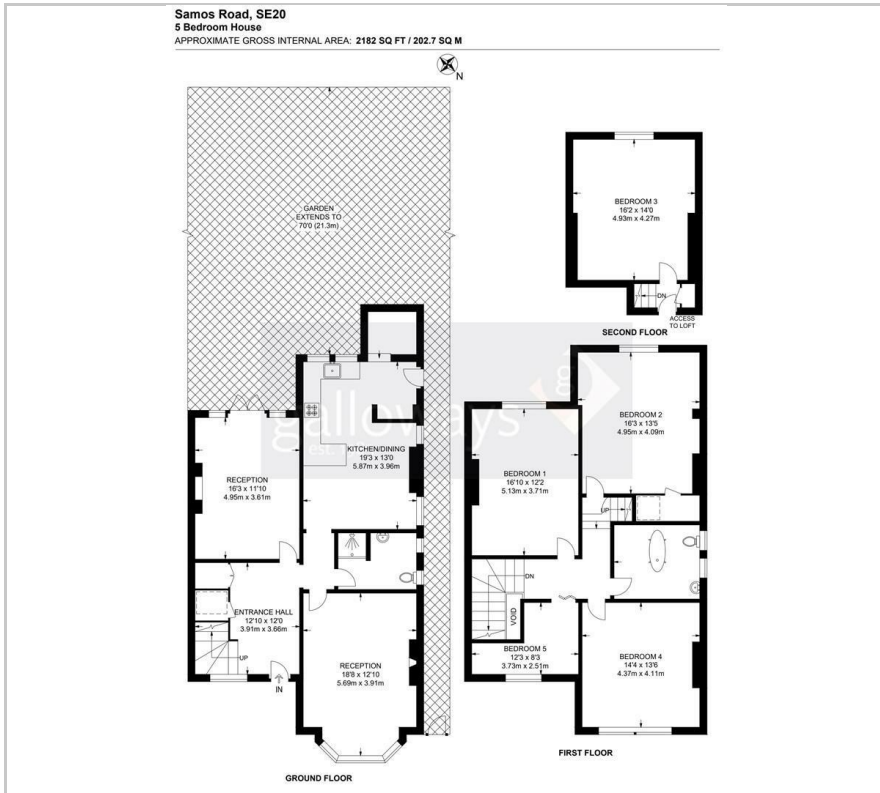 Samos Road, SE20
5 Bedroom House
APPROXIMATE GROSS INTERNAL AREA: 2182 SQ FT / 202.7 SQ M
N
GARDEN
EXTENDS TO
70'0 (21.3m)
BEDROOM 3
16'2 x 14'0
4.93m x 4.27m
DN
ACCESS
TO LOFT
SECOND FLOOR
galloways
est.
g
KITCHEN/DINING
19'3 x 13'0
5.87m x 3.96m
RECEPTION
16'3 x 11'10
4.95m x 3.61m
ENTRANCE HALL
12'10 x 12'0
3.91m x 3.66m
UP
IN
RECEPTION
18'8 x 12'10
5.69m x 3.91m
GROUND FLOOR
BEDROOM 2
16'3 x 13'5
4.95m x 4.09m
BEDROOM 1
16'10 x 12'2
5.13m x 3.71m
UP
DN
VOID
BEDROOM 5
12'3 x 8'3
3.73m x 2.51m
BEDROOM 4
14'4 x 13'6
4.37m x 4.11m
FIRST FLOOR